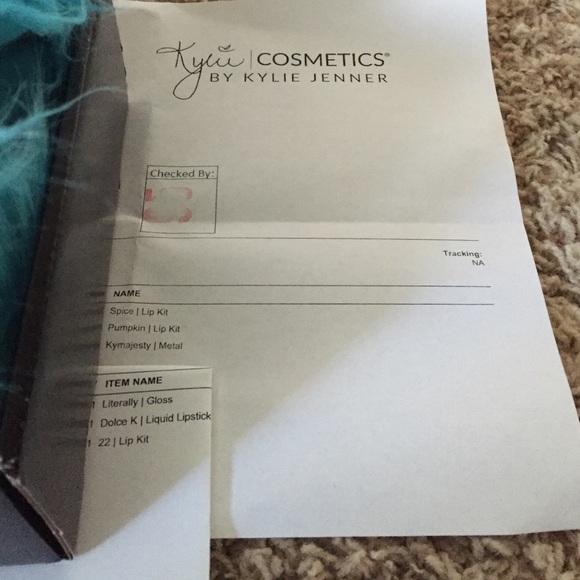 Kylie | COSMETICS®
BY KYLIE JENNER
Checked By:
Tracking:
NA
NAME
Spice | Lip Kit
Pumpkin | Lip Kit
Kymajesty | Metal
ITEM NAME
1 Literally | Gloss
1 Dolce K | Liquid Lipstick
1 22 | Lip Kit